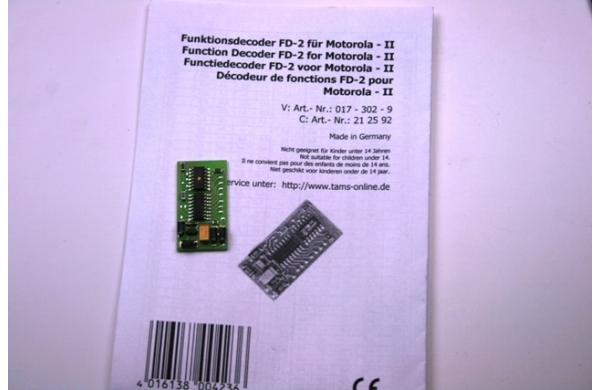 Funktionsdecoder FD-2 für Motorola - II
Function Decoder FD-2 for Motorola - II
Functiedecoder FD-2 voor Motorola - II
Décodeur de fonctions FD-2 pour
Motorola - II
V: Art.- Nr.: 017 - 302 - 9
C: Art.- Nr.: 21 25 92
Made in Germany
Nicht geeignet für Kinder unter 14 Jahren
Not suitable for children under 14.
Il ne convient pas pour des enfants de moins de 14 ans.
Niet geschikt voor kinderen onder de 14 jaar.
ervice unter: http://www.tams-online.de
4 016138 004236
CE